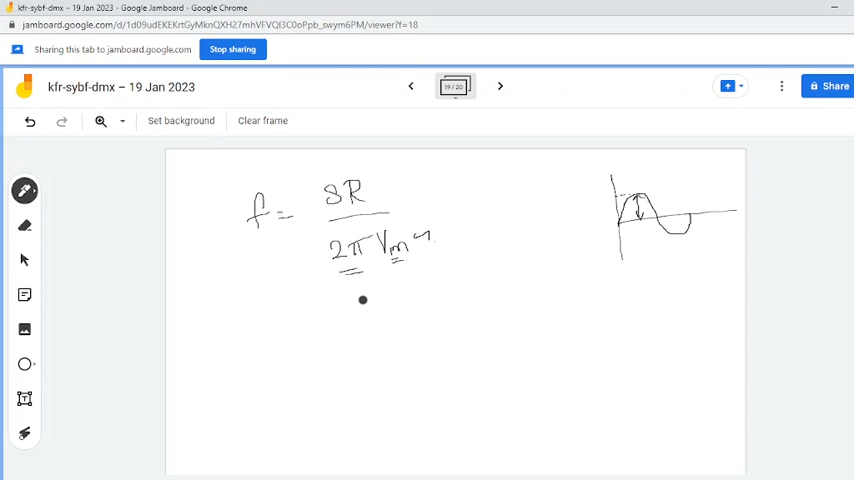 kfr-sybf-dmx – 19 Jan 2023 - Google Jamboard - Google Chrome
jamboard.google.com/d/1d09udEKEKrtGyMknQXH27mhVFVQI3C0oPpb_swym6PM/viewer?f=18
Sharing this tab to jamboard.google.com
Stop sharing
kfr-sybf-dmx – 19 Jan 2023
19 / 20
Share
Set background
Clear frame
f = SR
2π Vm